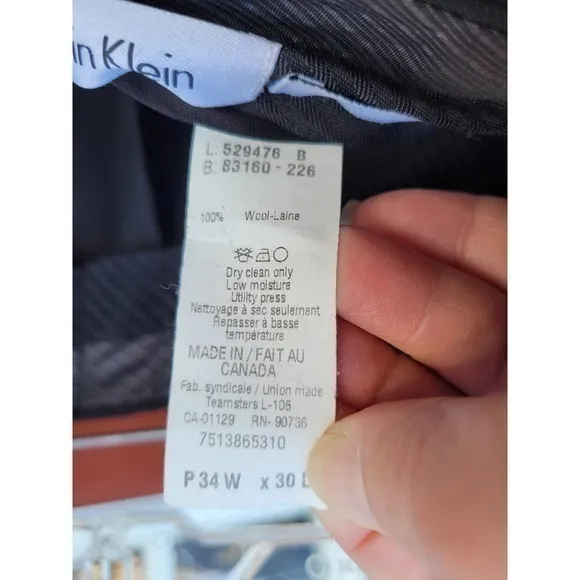 in Klein
L: 529476 B
B: 83160 - 226
100% Wool-Laine
Dry clean only
Low moisture
Utility press
Nettoyage à sec seulement
Repasser à basse
température
MADE IN / FAIT AU
CANADA
Fab. syndicale / Union made
Teamsters L-106
CA-01129 RN- 90736
7513865310
P 34 W x 30 L